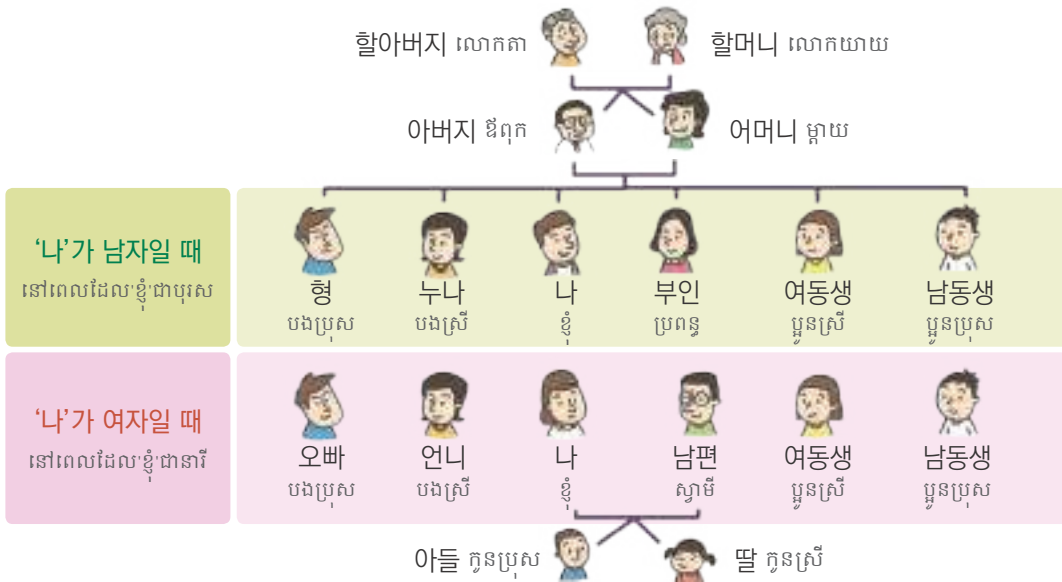 할아버지 លោកតា 할머니 លោកយាយ
아버지 ឪពុក 어머니 ម្តាយ
‘나’가 남자일 때
នៅពេលដែល‘ខ្ញុំ’ជាបុរស
형 누나 나 부인 여동생 남동생
បងប្រុស បងស្រី ខ្ញុំ ប្រពន្ធ ប្អូនស្រី ប្អូនប្រុស
‘나’가 여자일 때
នៅពេលដែល‘ខ្ញុំ’ជានារី
오빠 언니 나 남편 여동생 남동생
បងប្រុស បងស្រី ខ្ញុំ ស្វាមី ប្អូនស្រី ប្អូនប្រុស
아들 កូនប្រុស 딸 កូនស្រី